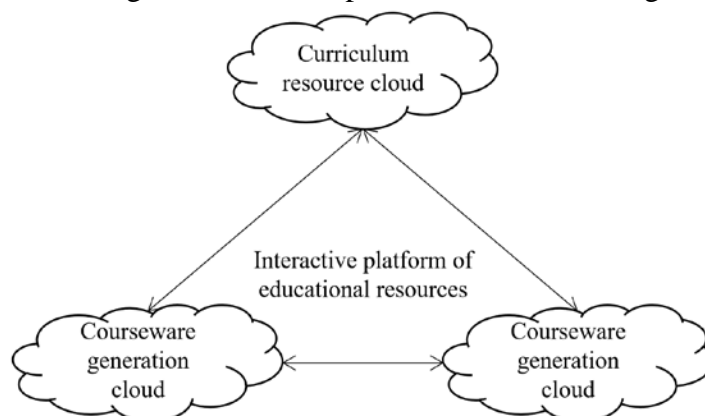 Curriculum
resource cloud
Interactive platform of
educational resources
Courseware
generation
cloud
Courseware
generation
cloud